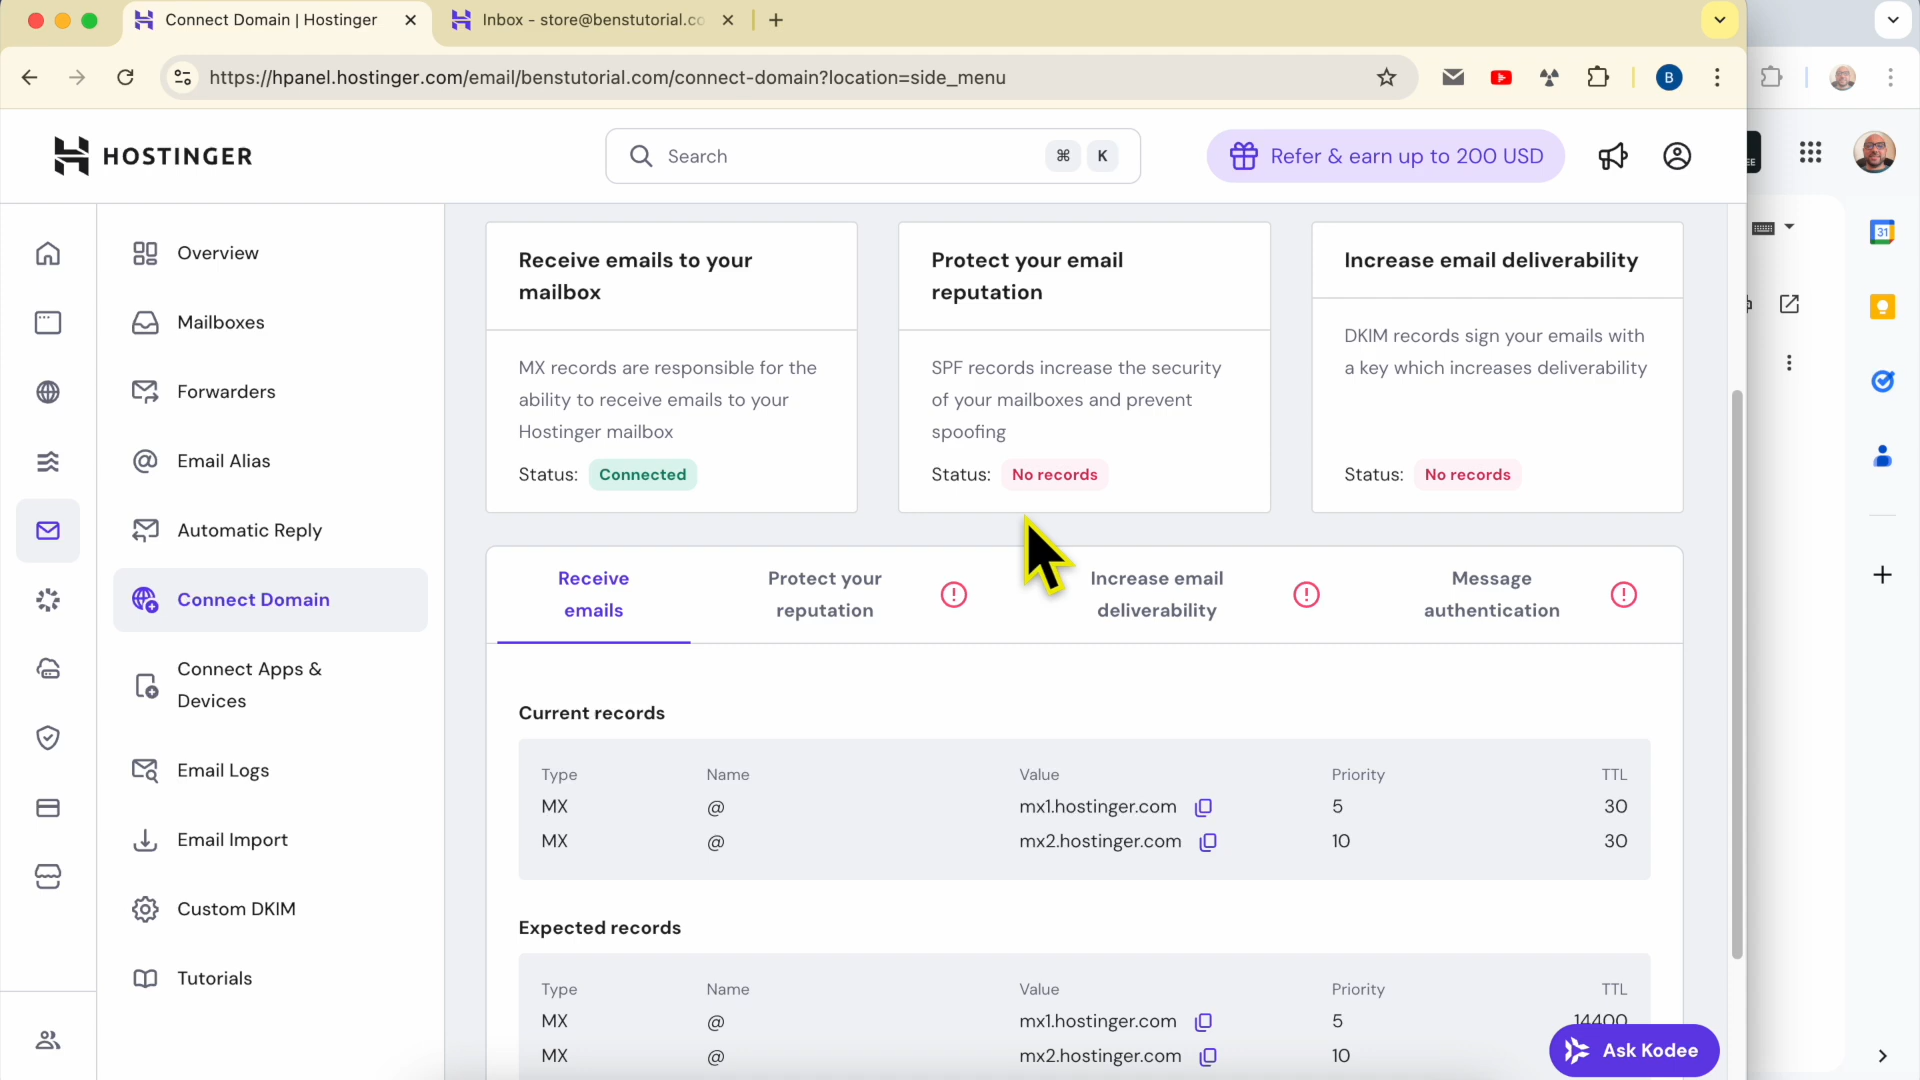 Connect Domain | Hostinger
Inbox - store@benstutorial.co
https://hpanel.hostinger.com/email/benstutorial.com/connect-domain?location=side_menu
B
HOSTINGER
Search
⌘ K
Refer & earn up to 200 USD
EE
31
Overview
Mailboxes
Forwarders
Email Alias
Automatic Reply
Connect Domain
Connect Apps &
Devices
Email Logs
Email Import
Custom DKIM
Tutorials
Receive emails to your
mailbox
MX records are responsible for the
ability to receive emails to your
Hostinger mailbox
Status: Connected
Protect your email
reputation
SPF records increase the security
of your mailboxes and prevent
spoofing
Status: No records
Increase email deliverability
DKIM records sign your emails with
a key which increases deliverability
Status: No records
Receive
emails
Protect your
reputation
Increase email
deliverability
Message
authentication
Current records
Type Name Value Priority TTL
MX @ mx1.hostinger.com 5 30
MX @ mx2.hostinger.com 10 30
Expected records
Type Name Value Priority TTL
MX @ mx1.hostinger.com 5 14400
MX @ mx2.hostinger.com 10
Ask Kodee